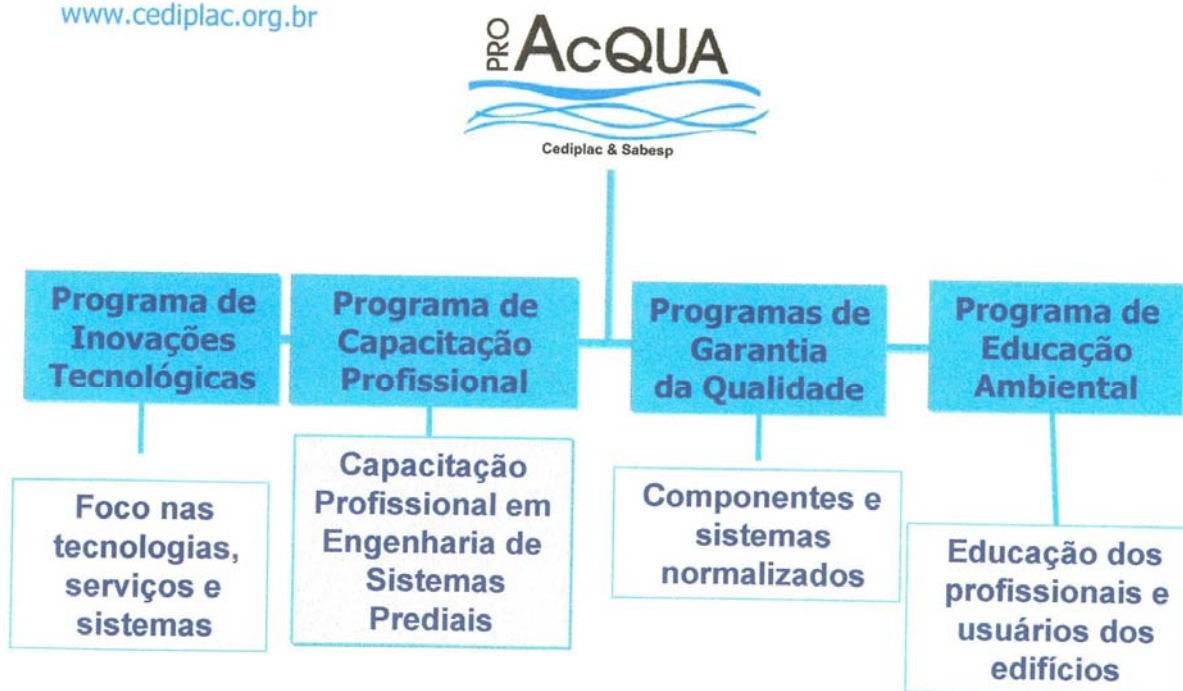 www.cediplac.org.br
PRO AcQUA
Cediplac & Sabesp
Programa de
Inovações
Tecnológicas
Programa de
Capacitação
Profissional
Programas de
Garantia
da Qualidade
Programa de
Educação
Ambiental
Foco nas
tecnologias,
serviços e
sistemas
Capacitação
Profissional em
Engenharia de
Sistemas
Prediais
Componentes e
sistemas
normalizados
Educação dos
profissionais e
usuários dos
edifícios